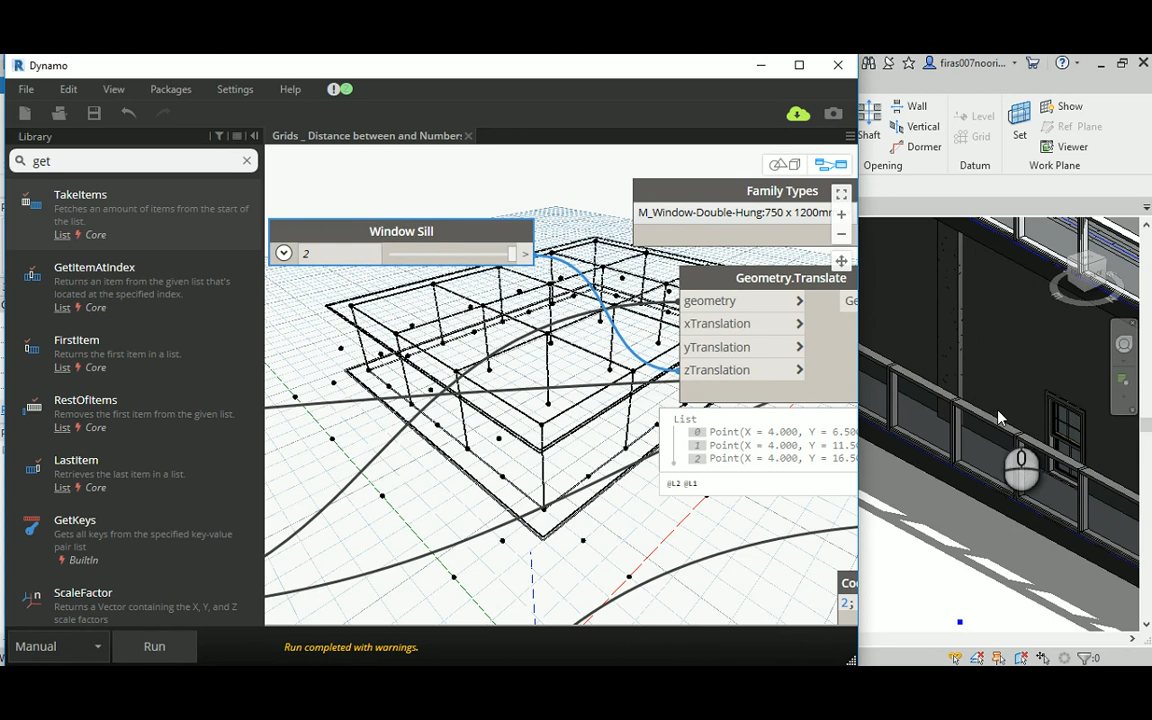 Dynamo
File Edit View Packages Settings Help
Library
Grids _ Distance between and Number:
get
TakeItems
Fetches an amount of items from the start of
the list.
List Core
GetItemAtIndex
Returns an item from the given list that's
located at the specified index.
List Core
FirstItem
Returns the first item in a list.
List Core
RestOfItems
Removes the first item from the given list.
List Core
LastItem
Retrieves the last item in a list.
List Core
GetKeys
Gets all keys from the specified key-value
pair list
BuiltIn
ScaleFactor
Returns a Vector containing the X, Y, and Z
scale factors
Manual
Run
Run completed with warnings.
Window Sill
2 >
Family Types
M_Window-Double-Hung:750 x 1200mm
Geometry.Translate
geometry > Ge
xTranslation >
yTranslation >
zTranslation >
List
0 Point(X = 4.000, Y = 6.500
1 Point(X = 4.000, Y = 11.50
2 Point(X = 4.000, Y = 16.50
@L2 @L1
Co
2;
firas007noori...
Wall
Vertical
Dormer
Shaft
Opening
Level
Grid
Datum
Set
Show
Ref Plane
Viewer
Work Plane
:0